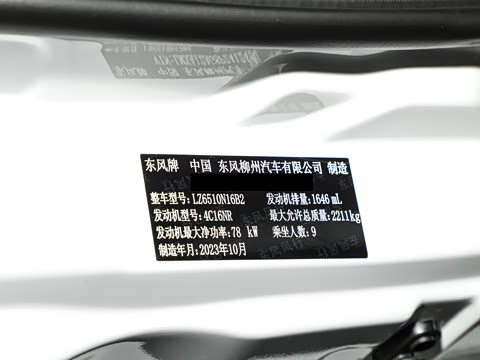 东风牌 中国 东风柳州汽车有限公司 制造
整车型号:LZ6510N16B2 发动机排量:1646 mL
发动机型号:4C16NR 最大允许总质量:2211kg
发动机最大净功率:78 kW 乘坐人数:9
制造年月:2023年10月